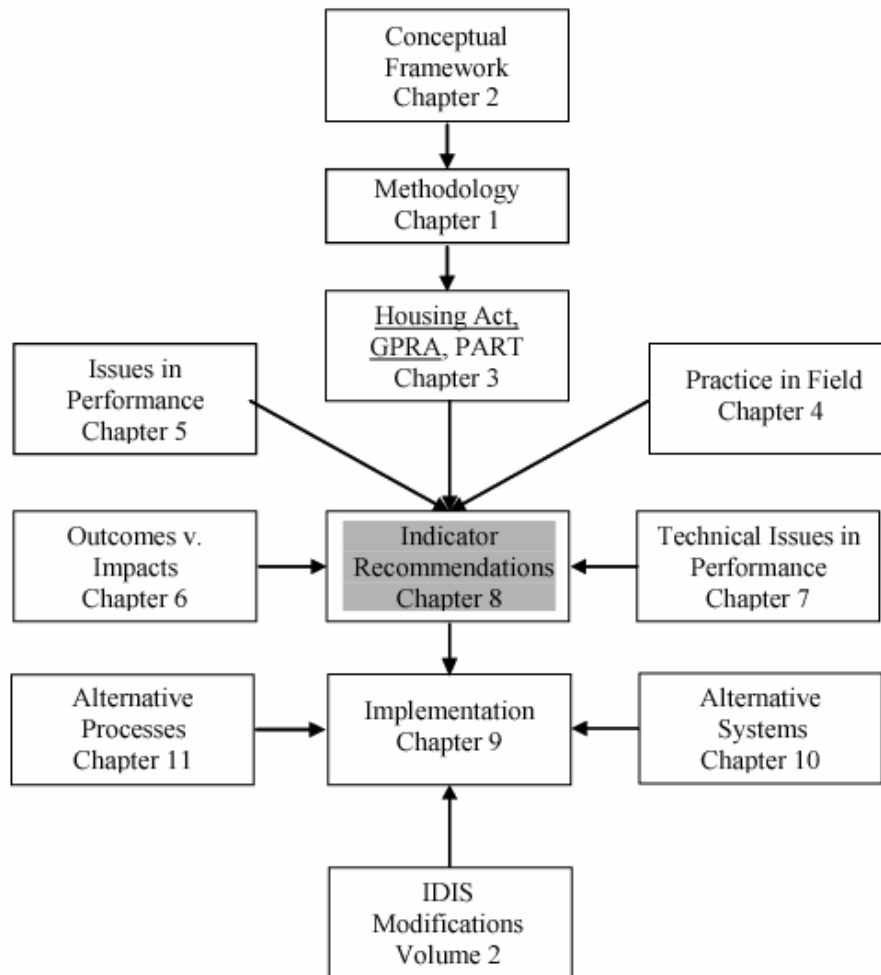 Conceptual
Framework
Chapter 2
Methodology
Chapter 1
Housing Act,
GPRA, PART
Chapter 3
Issues in
Performance
Chapter 5
Practice in Field
Chapter 4
Outcomes v.
Impacts
Chapter 6
Indicator
Recommendations
Chapter 8
Technical Issues in
Performance
Chapter 7
Alternative
Processes
Chapter 11
Implementation
Chapter 9
Alternative
Systems
Chapter 10
IDIS
Modifications
Volume 2